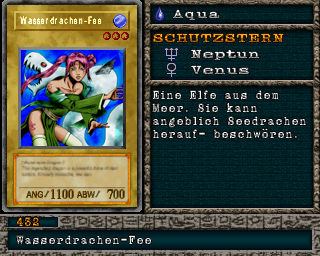 Wasserdrachen-Fee
ANG/ 1100 ABW/ 700
Aqua
SCHUTZSTERN
Neptun
Venus
Eine Elfe aus dem
Meer. Sie kann
angeblich Seedrachen
herauf- beschwören.
432
Wasserdrachen-Fee